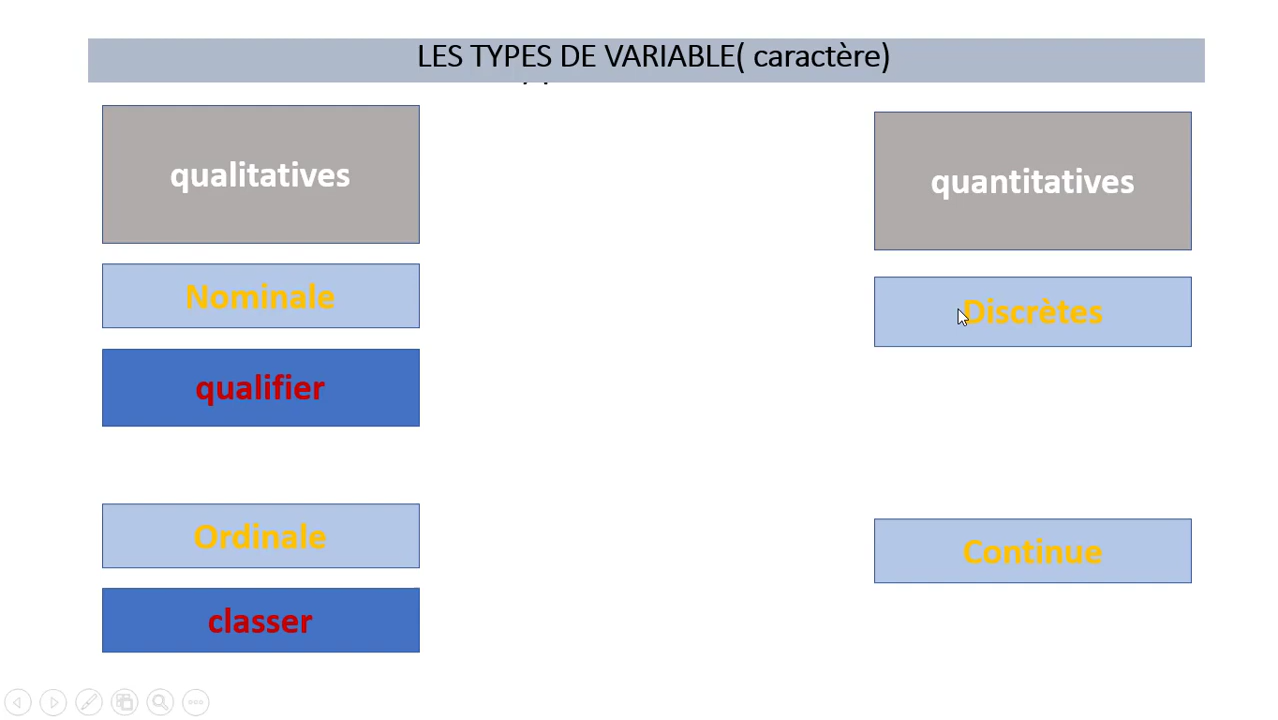 LES TYPES DE VARIABLE( caractère)
qualitatives
quantitatives
Nominale
Discrètes
qualifier
Ordinale
Continue
classer